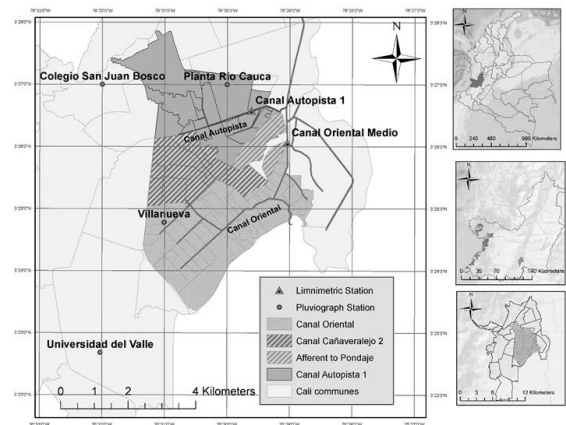 N
Colegio San Juan Bosco
Planta Rio Cauca
Canal Autopista 1
Canal Autopista
Canal Oriental Medio
Villanueva
Canal Oriental
Universidad del Valle
0 1 2 4 Kilometers
Limnimetric Station
Pluviograph Station
Canal Oriental
Canal Cañaveralejo 2
Afferent to Pondaje
Canal Autopista 1
Cali communes
N
0 240 480 960 Kilometers
N
0 35 70 140 Kilometers
N
0 3 6 12 Kilometers